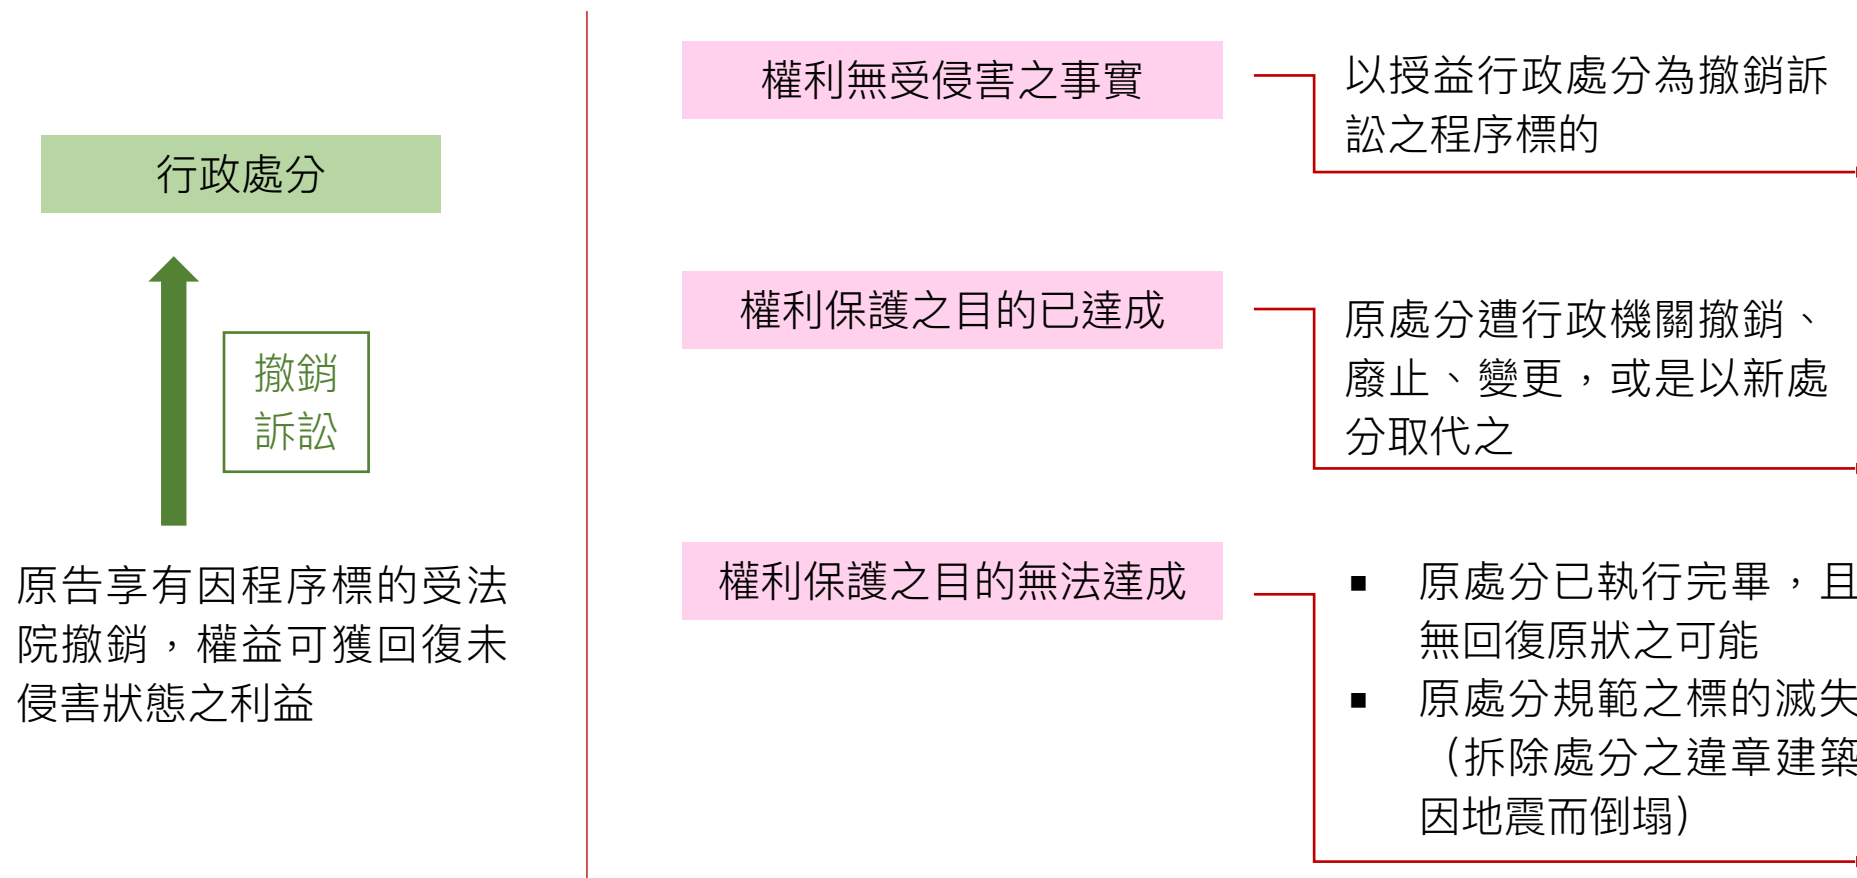 行政處分
撤銷
訴訟
原告享有因程序標的受法
院撤銷，權益可獲回復未
侵害狀態之利益
權利無受侵害之事實
以授益行政處分為撤銷訴
訟之程序標的
權利保護之目的已達成
原處分遭行政機關撤銷、
廢止、變更，或是以新處
分取代之
權利保護之目的無法達成
▪ 原處分已執行完畢，且
無回復原狀之可能
▪ 原處分規範之標的滅失
（拆除處分之違章建築
因地震而倒塌）